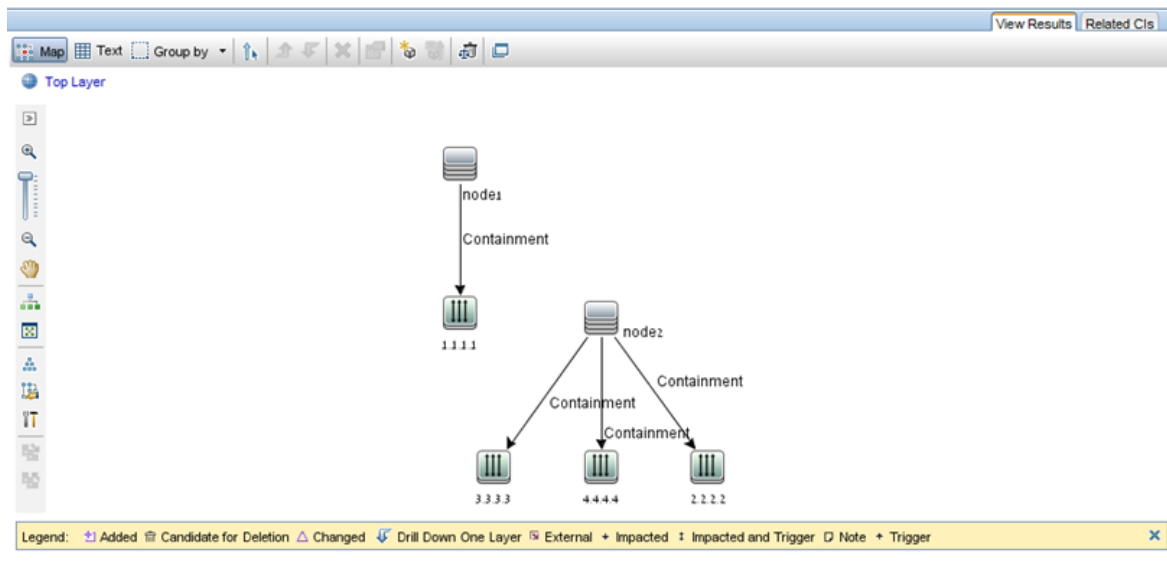 View Results Related CIs
Map Text Group by
Top Layer
node1
Containment
1.1.1.1
node2
Containment
Containment
Containment
3.3.3.3 4.4.4.4 2.2.2.2
Legend: Added Candidate for Deletion Changed Drill Down One Layer External Impacted Impacted and Trigger Note Trigger